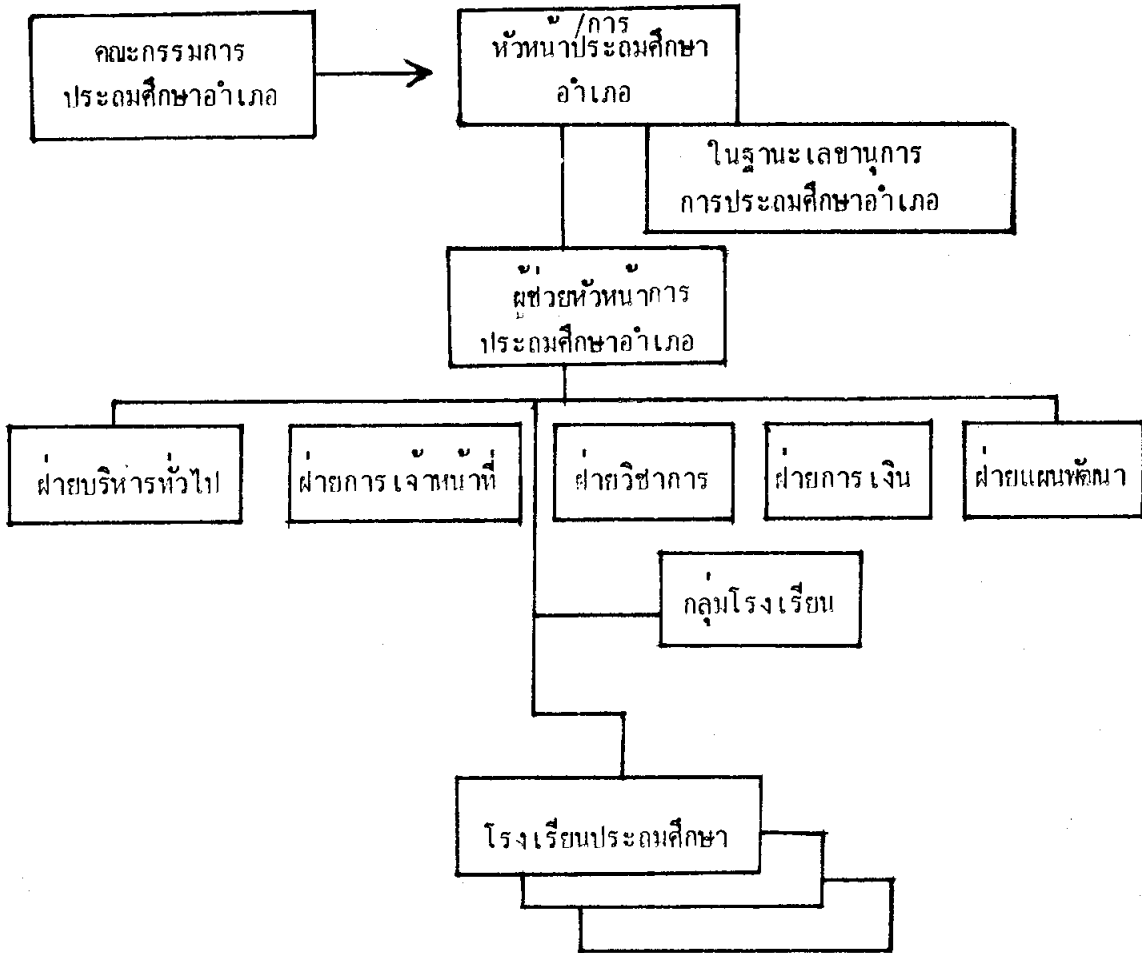 คณะกรรมการ
ประถมศึกษาอำเภอ
/การ
หัวหน้าประถมศึกษา
อำเภอ
ในฐานะเลขานุการ
การประถมศึกษาอำเภอ
ผู้ช่วยหัวหน้าการ
ประถมศึกษาอำเภอ
ฝ่ายบริหารทั่วไป
ฝ่ายการเจ้าหน้าที่
ฝ่ายวิชาการ
ฝ่ายการเงิน
ฝ่ายแผนพัฒนา
กลุ่มโรงเรียน
โรงเรียนประถมศึกษา